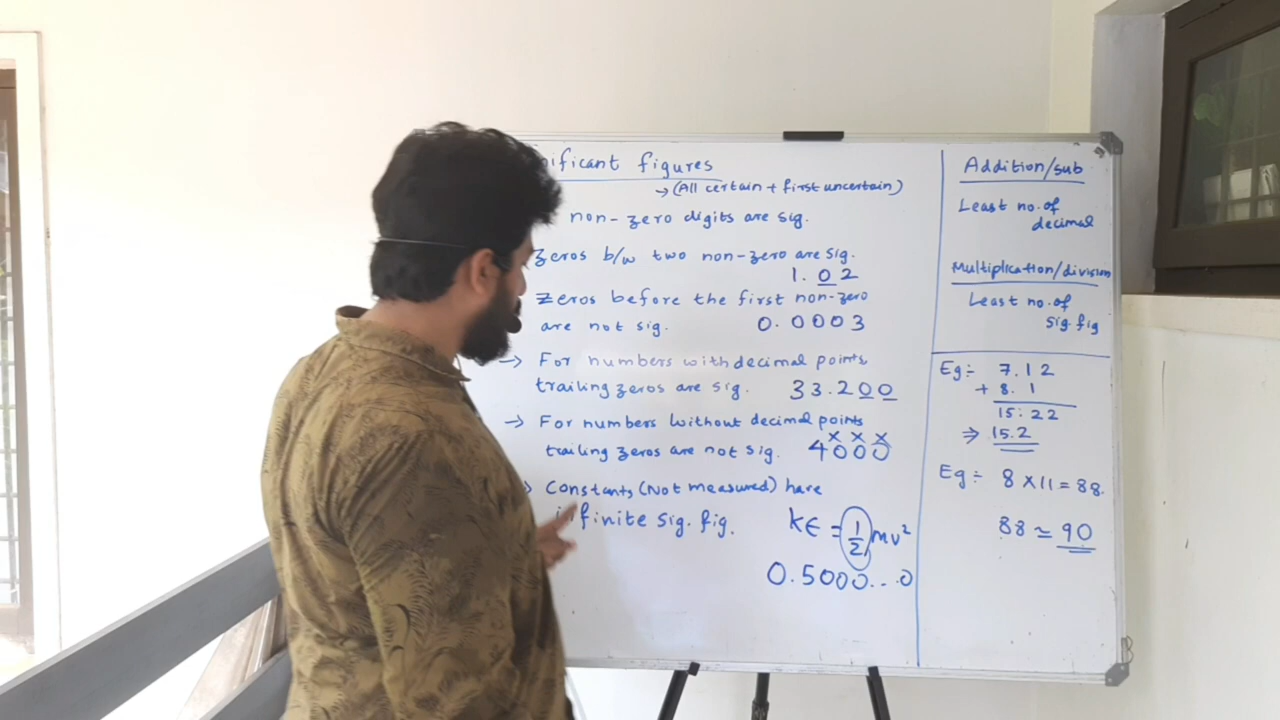 nificant figures
→ (All certain + first uncertain)
non-zero digits are sig.
zeros b/w two non-zero are sig.
1.02
zeros before the first non-zero
are not sig. 0.0003
→ For numbers with decimal points
trailing zeros are sig. 33.200
→ For numbers without decimal points
x x x
trailing zeros are not sig. 4000
Constants (Not measured) have
infinite sig. fig. KE = 1/2 mv²
0.5000...0
Addition/sub
Least no. of
decimal
Multiplication/division
Least no. of
sig. fig
Eg:- 7.12
+ 8.1
15.22
⇒ 15.2
Eg:- 8 x 11 = 88.
88 ≃ 90